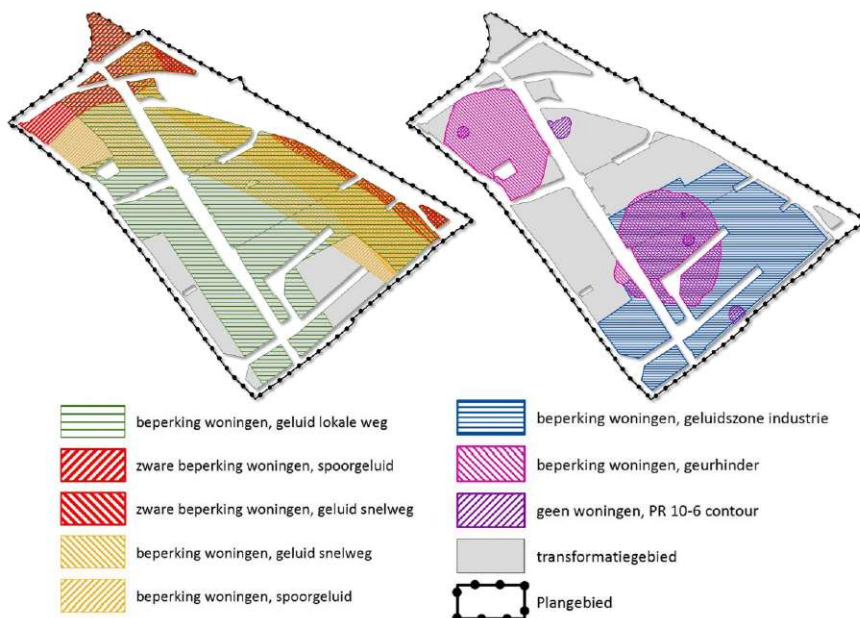 beperking woningen, geluid lokale weg
zware beperking woningen, spoorgeluid
zware beperking woningen, geluid snelweg
beperking woningen, geluid snelweg
beperking woningen, spoorgeluid
beperking woningen, geluidszone industrie
beperking woningen, geurhinder
geen woningen, PR 10-6 contour
transformatiegebied
Plangebied